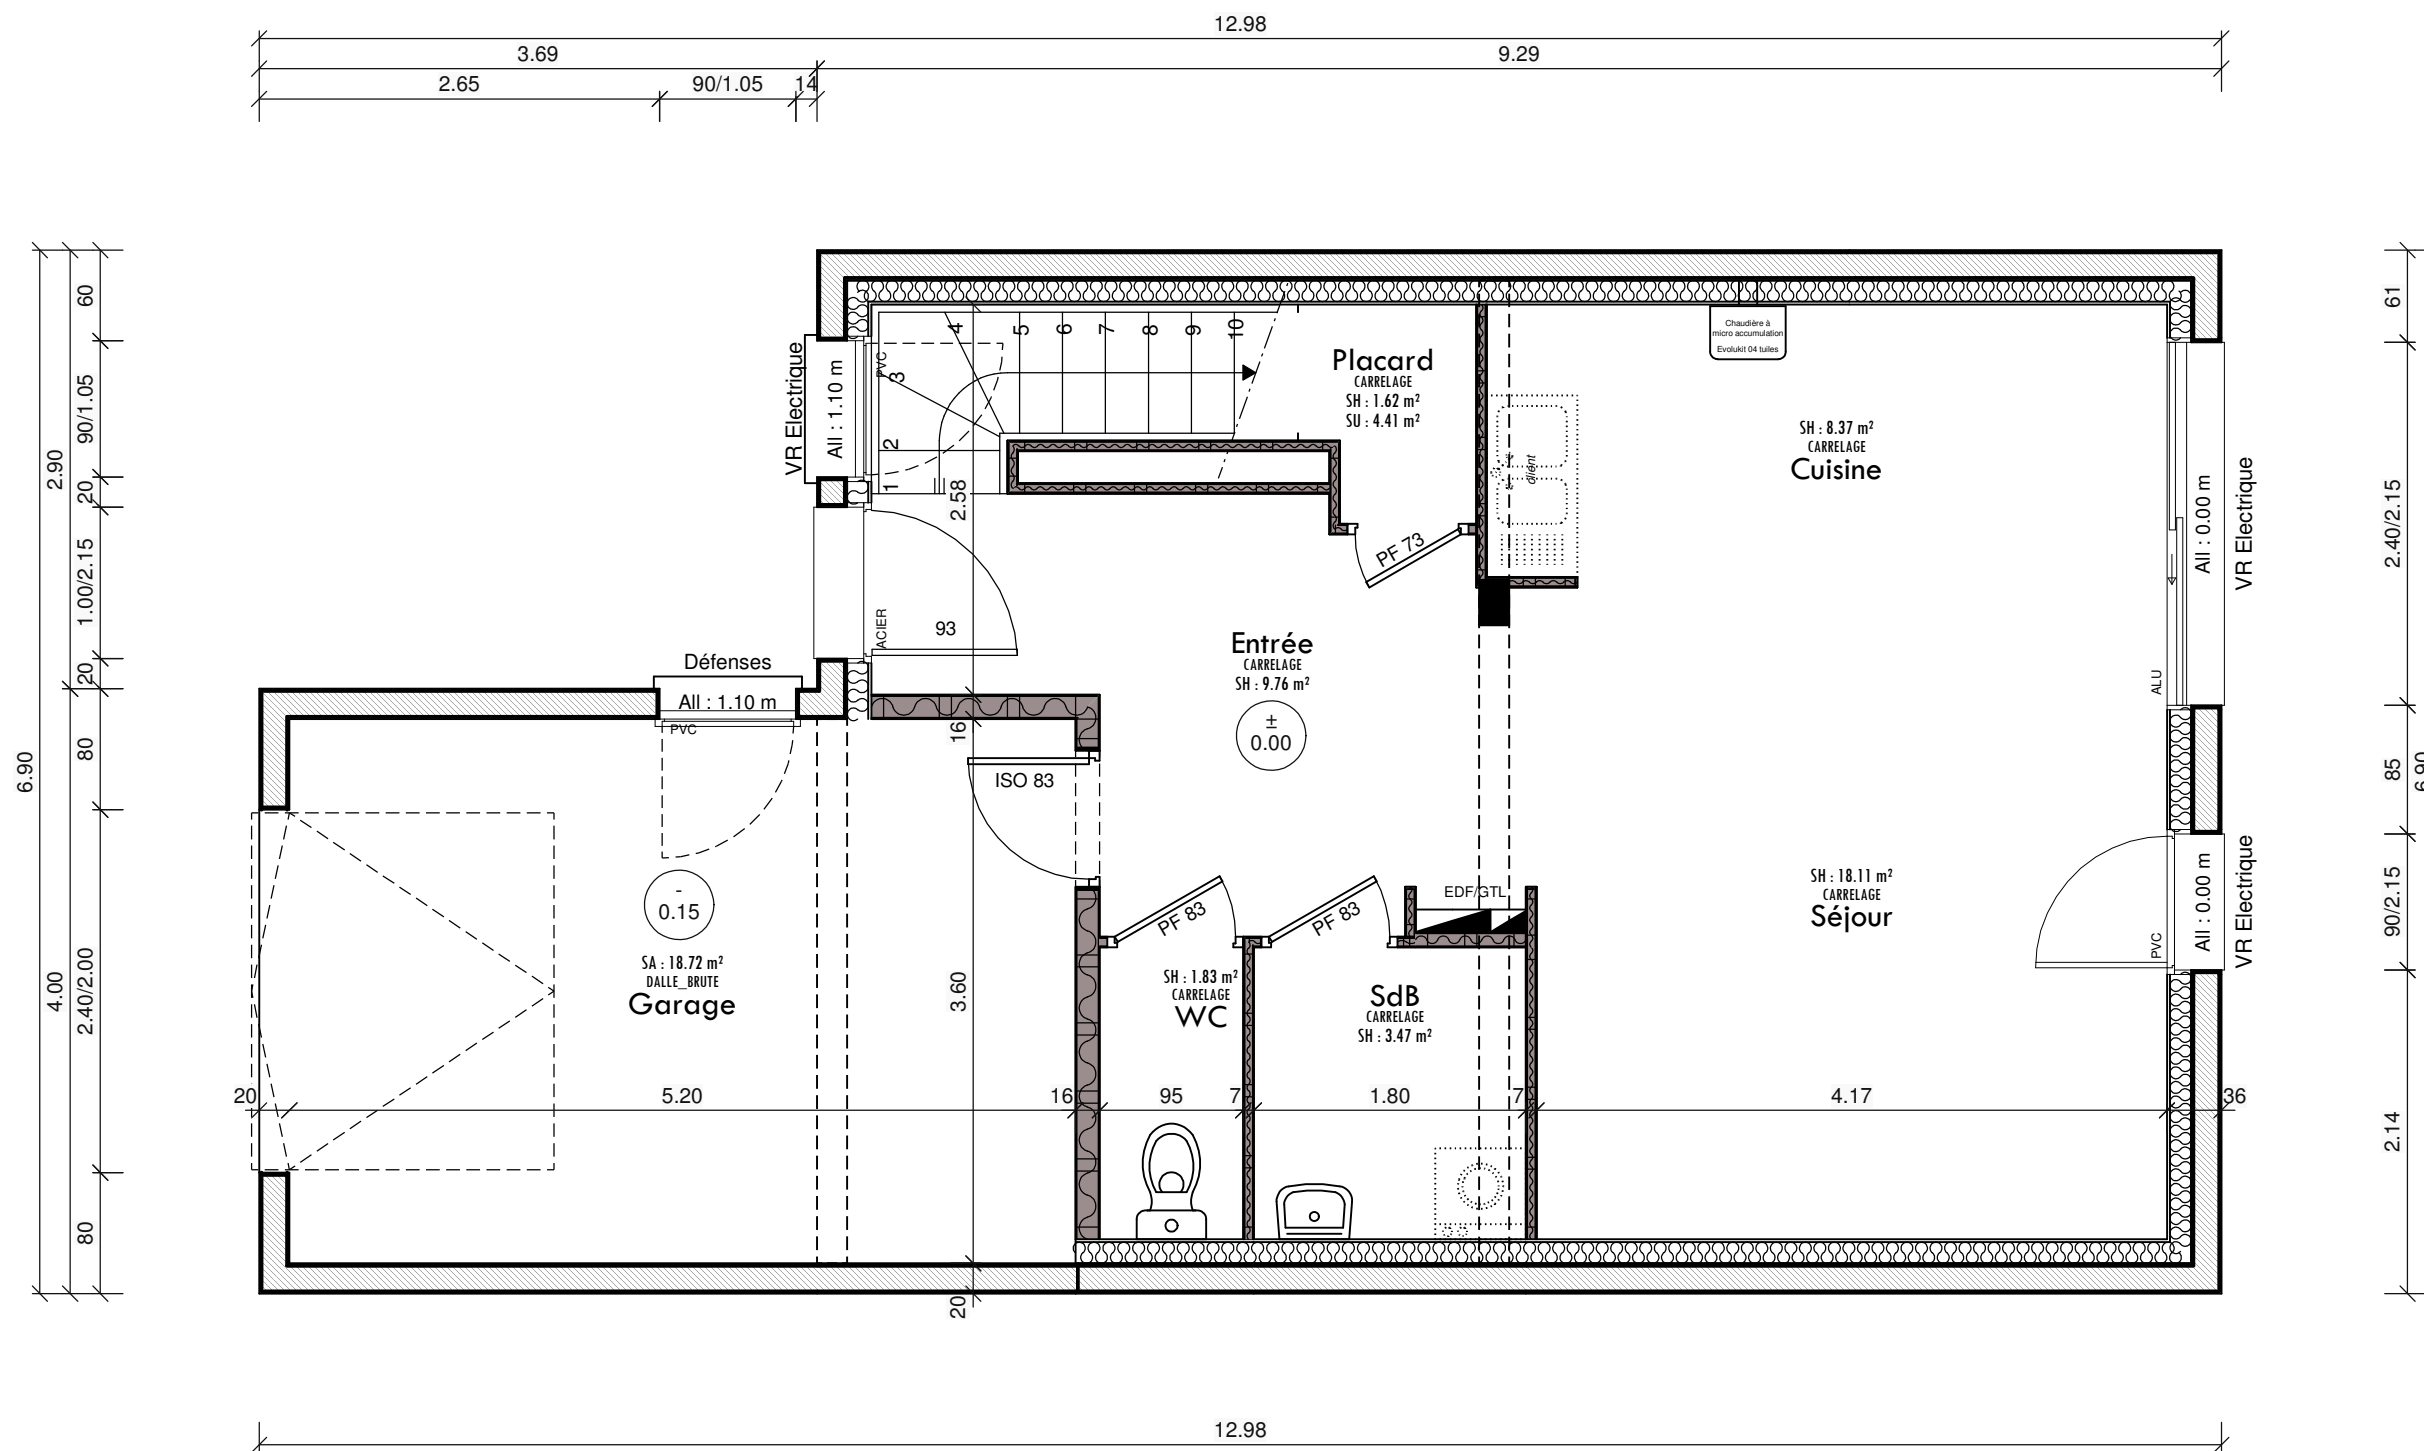 12.98
3.69
9.29
2.65
90/1.05
14
60
90/1.05
20
1.00/2.15
20
80
2.40/2.00
80
2.90
4.00
6.90
61
2.40/2.15
85
90/2.15
2.14
6.90
VR Electrique
All : 1.10 m
PVC
1
2
3
4
5
6
7
8
9
10
Placard
CARRELAGE
SH : 1.62 m²
SU : 4.41 m²
Chaudière à
micro accumulation
Evolukit 04 tuiles
SH : 8.37 m²
CARRELAGE
Cuisine
client
All : 0.00 m
VR Electrique
ALU
2.58
PF 73
ACIER
93
Entrée
CARRELAGE
SH : 9.76 m²
±
0.00
Défenses
All : 1.10 m
PVC
16
ISO 83
-
0.15
SA : 18.72 m²
DALLE_BRUTE
Garage
3.60
PF 83
PF 83
EDF/GTL
SH : 1.83 m²
CARRELAGE
WC
SdB
CARRELAGE
SH : 3.47 m²
SH : 18.11 m²
CARRELAGE
Séjour
PVC
All : 0.00 m
VR Electrique
20
5.20
16
95
7
1.80
7
4.17
36
20
12.98